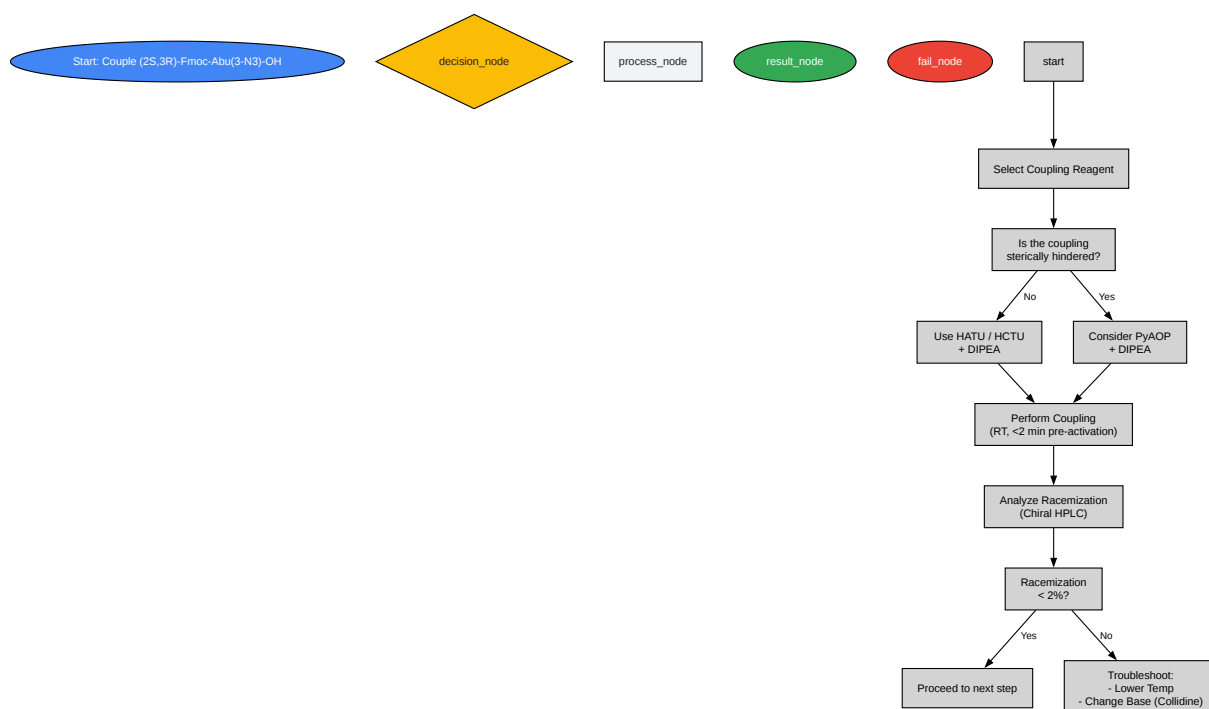 Start: Couple (2S,3R)-Fmoc-Abu(3-N3)-OH
decision_node
process_node
result_node
fail_node
start
Select Coupling Reagent
Is the coupling
sterically hindered?
No
Yes
Use HATU / HCTU
+ DIPEA
Consider PyAOP
+ DIPEA
Perform Coupling
(RT, <2 min pre-activation)
Analyze Racemization
(Chiral HPLC)
Racemization
< 2%?
Yes
No
Proceed to next step
Troubleshoot:
- Lower Temp
- Change Base (Collidine)